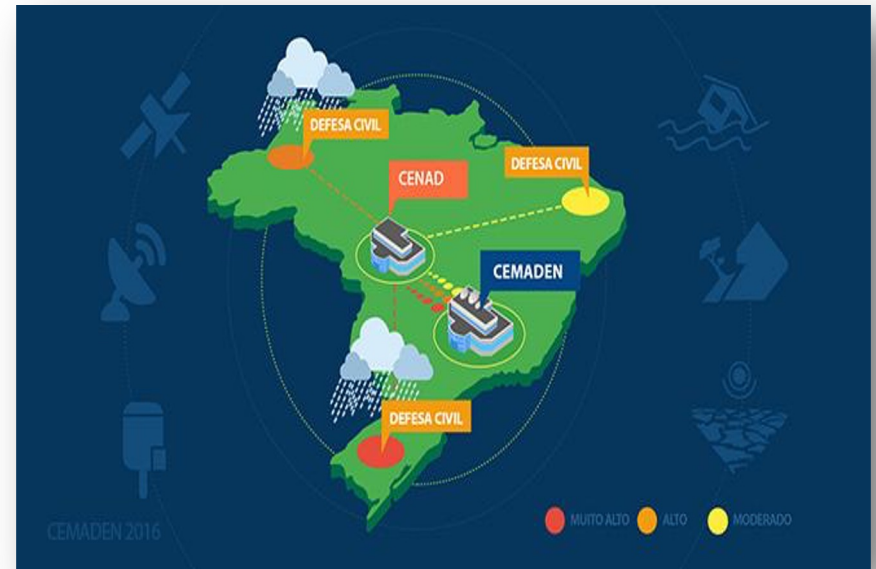 DEFESA CIVIL
DEFESA CIVIL
CENAD
CEMADEN
DEFESA CIVIL
MUITO ALTO
ALTO
MODERADO
CEMADEN 2016